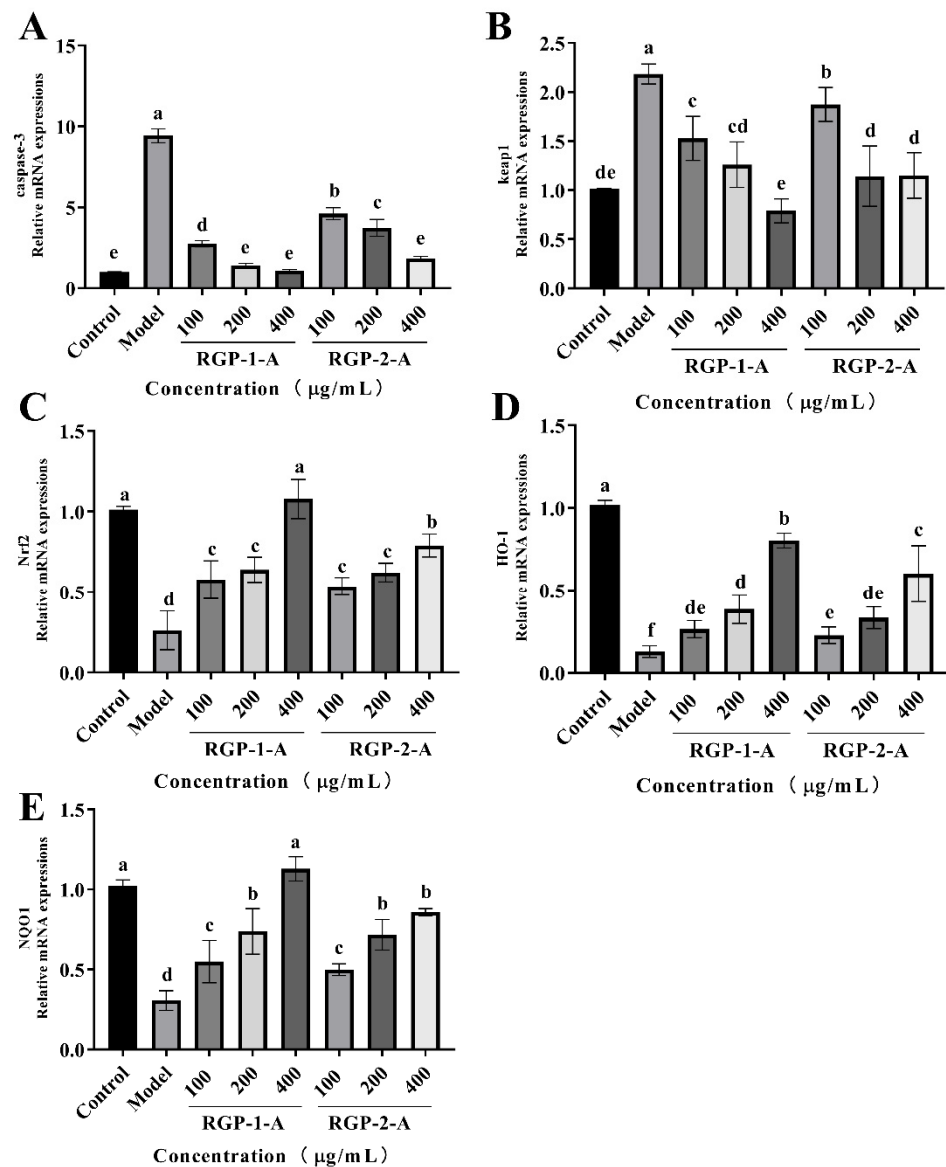 A
caspase-3
Relative mRNA expressions
15
10
5
0
e
a
d
e
e
b
c
e
Control
Model
100
200
400
100
200
400
RGP-1-A
RGP-2-A
Concentration ( μg/mL )
B
keap1
Relative mRNA expressions
2.5
2.0
1.5
1.0
0.5
0.0
de
a
c
cd
e
b
d
d
Control
Model
100
200
400
100
200
400
RGP-1-A
RGP-2-A
Concentration ( μg/mL )
C
Nrf2
Relative mRNA expressions
1.5
1.0
0.5
0.0
a
d
c
c
a
c
c
b
Control
Model
100
200
400
100
200
400
RGP-1-A
RGP-2-A
Concentration ( μg/mL )
D
HO-1
Relative mRNA expressions
1.5
1.0
0.5
0.0
a
f
de
d
b
e
de
c
Control
Model
100
200
400
100
200
400
RGP-1-A
RGP-2-A
Concentration ( μg/mL )
E
NQO1
Relative mRNA expressions
1.5
1.0
0.5
0.0
a
d
c
b
a
c
b
b
Control
Model
100
200
400
100
200
400
RGP-1-A
RGP-2-A
Concentration ( μg/mL )